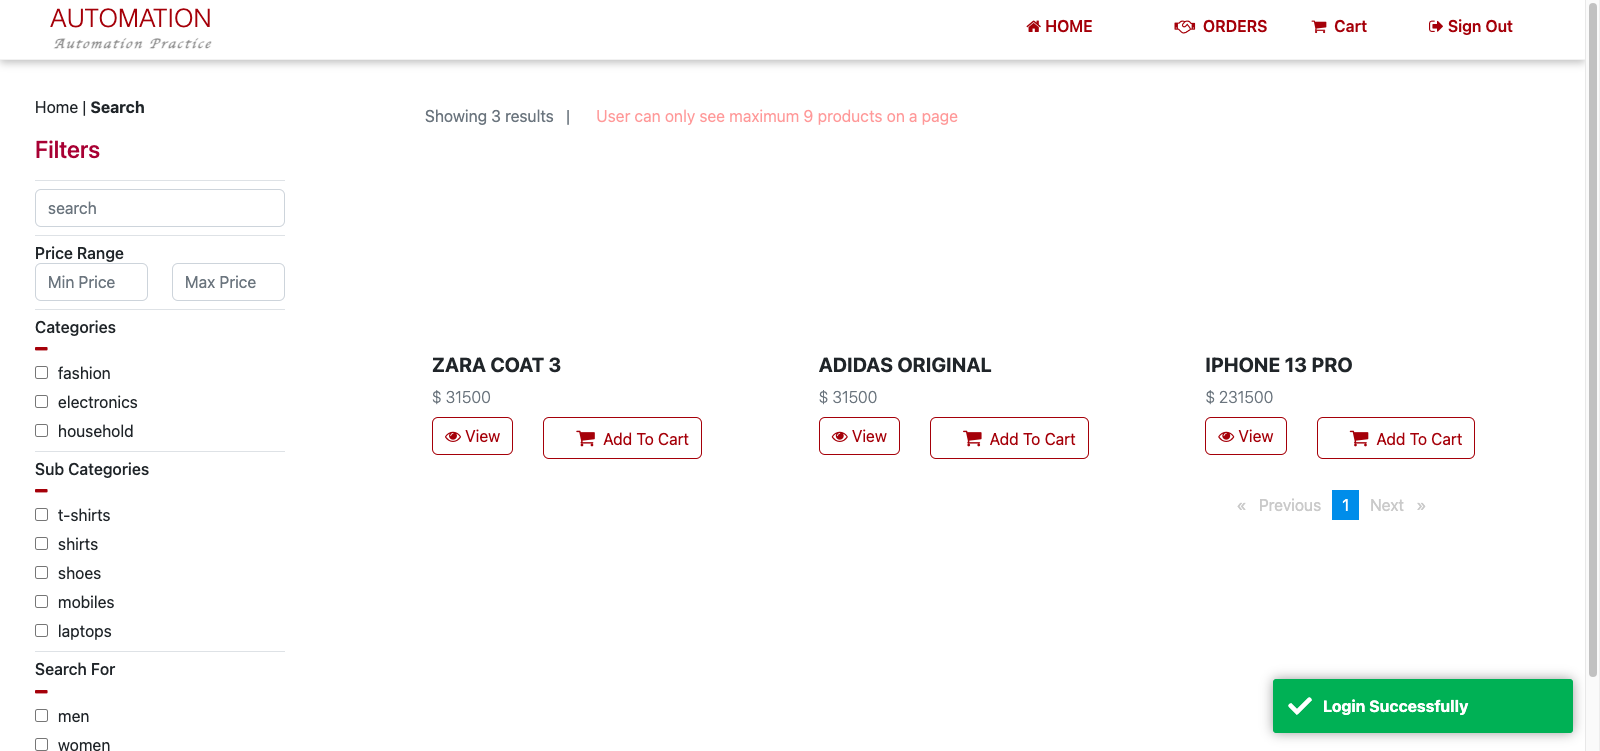 AUTOMATION
Automation Practice
HOME
ORDERS
Cart
Sign Out
Home | Search
Filters
search
Price Range
Min Price
Max Price
Categories
fashion
electronics
household
Sub Categories
t-shirts
shirts
shoes
mobiles
laptops
Search For
men
women
Showing 3 results |
User can only see maximum 9 products on a page
ZARA COAT 3
$ 31500
View
Add To Cart
ADIDAS ORIGINAL
$ 31500
View
Add To Cart
IPHONE 13 PRO
$ 231500
View
Add To Cart
« Previous 1 Next »
Login Successfully